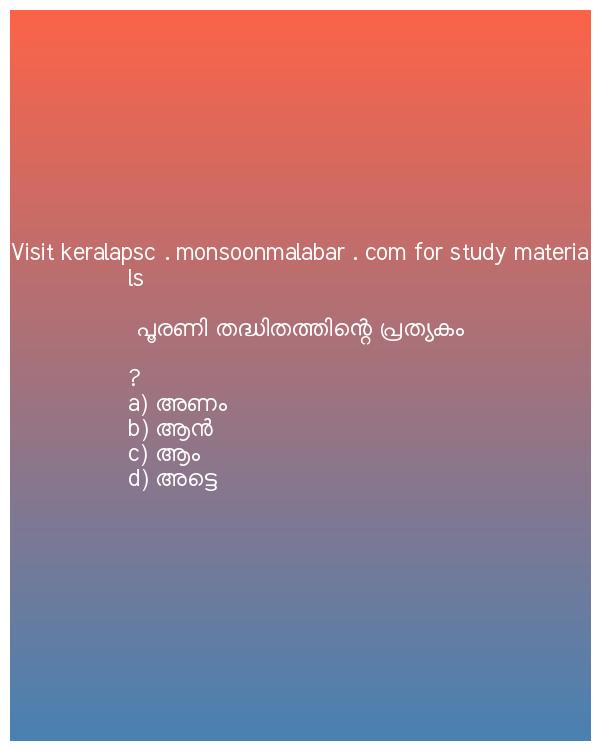 Visit keralapsc . monsoonmalabar . com for study materia
ls
പൂരണി തദ്ധിതത്തിന്റെ പ്രത്യകം
?
a) അണം
b) ആൻ
c) ആം
d) അട്ടെ